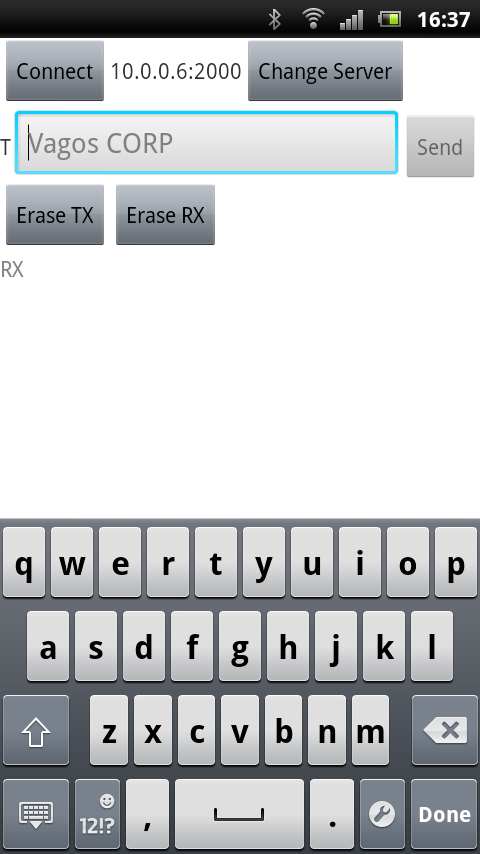 16:37
Connect 10.0.0.6:2000 Change Server
T Vagos CORP Send
Erase TX Erase RX
RX
q w e r t y u i o p
a s d f g h j k l
z x c v b n m
12!? , . Done